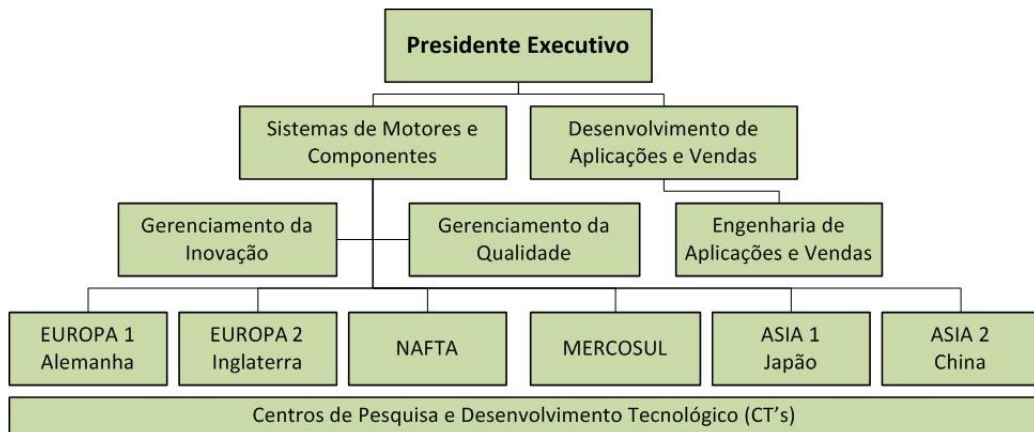 Presidente Executivo
Sistemas de Motores e
Componentes
Desenvolvimento de
Aplicações e Vendas
Gerenciamento da
Inovação
Gerenciamento da
Qualidade
Engenharia de
Aplicações e Vendas
EUROPA 1
Alemanha
EUROPA 2
Inglaterra
NAFTA
MERCOSUL
ASIA 1
Japão
ASIA 2
China
Centros de Pesquisa e Desenvolvimento Tecnológico (CT’s)